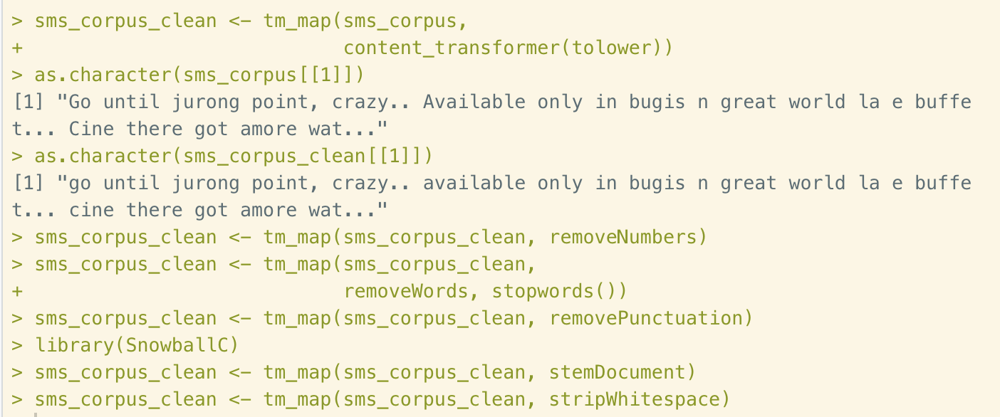 > sms_corpus_clean <- tm_map(sms_corpus,
+                            content_transformer(tolower))
> as.character(sms_corpus[[1]])
[1] "Go until jurong point, crazy.. Available only in bugis n great world la e buffe
t... Cine there got amore wat..."
> as.character(sms_corpus_clean[[1]])
[1] "go until jurong point, crazy.. available only in bugis n great world la e buffe
t... cine there got amore wat..."
> sms_corpus_clean <- tm_map(sms_corpus_clean, removeNumbers)
> sms_corpus_clean <- tm_map(sms_corpus_clean,
+                            removeWords, stopwords())
> sms_corpus_clean <- tm_map(sms_corpus_clean, removePunctuation)
> library(SnowballC)
> sms_corpus_clean <- tm_map(sms_corpus_clean, stemDocument)
> sms_corpus_clean <- tm_map(sms_corpus_clean, stripWhitespace)